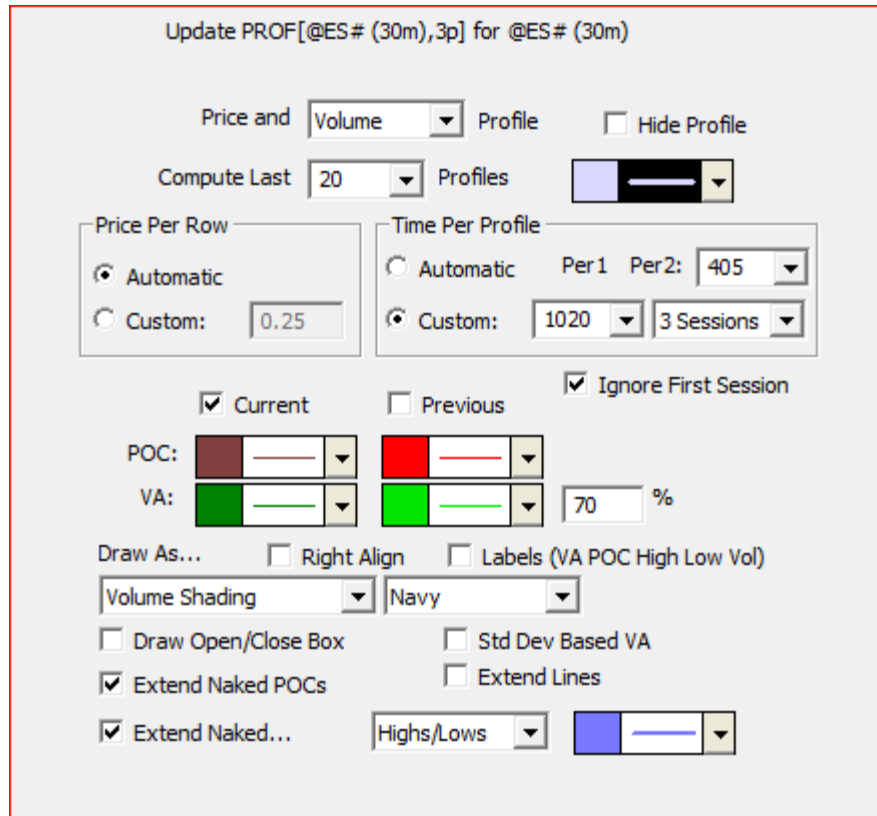 Update PROF[@ES# (30m),3p] for @ES# (30m)
Price and Volume Profile Hide Profile
Compute Last 20 Profiles
Price Per Row Time Per Profile
Automatic Automatic Per1 Per2: 405
Custom: 0.25 Custom: 1020 3 Sessions
Ignore First Session
Current Previous
POC:
VA: 70 %
Draw As... Right Align Labels (VA POC High Low Vol)
Volume Shading Navy
Draw Open/Close Box Std Dev Based VA
Extend Naked POCs Extend Lines
Extend Naked... Highs/Lows